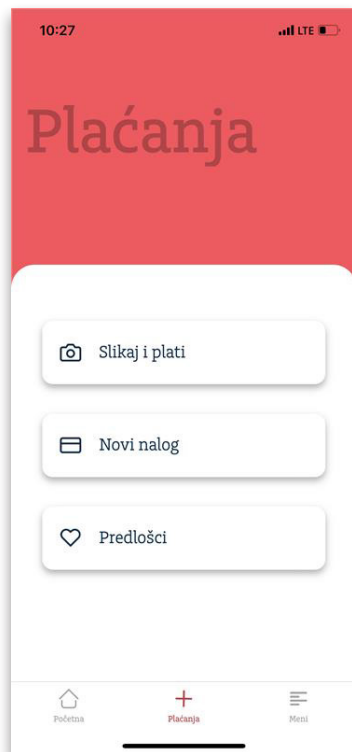 10:27
LTE
Plaćanja
Slikaj i plati
Novi nalog
Predlošci
Početna
Plaćanja
Meni